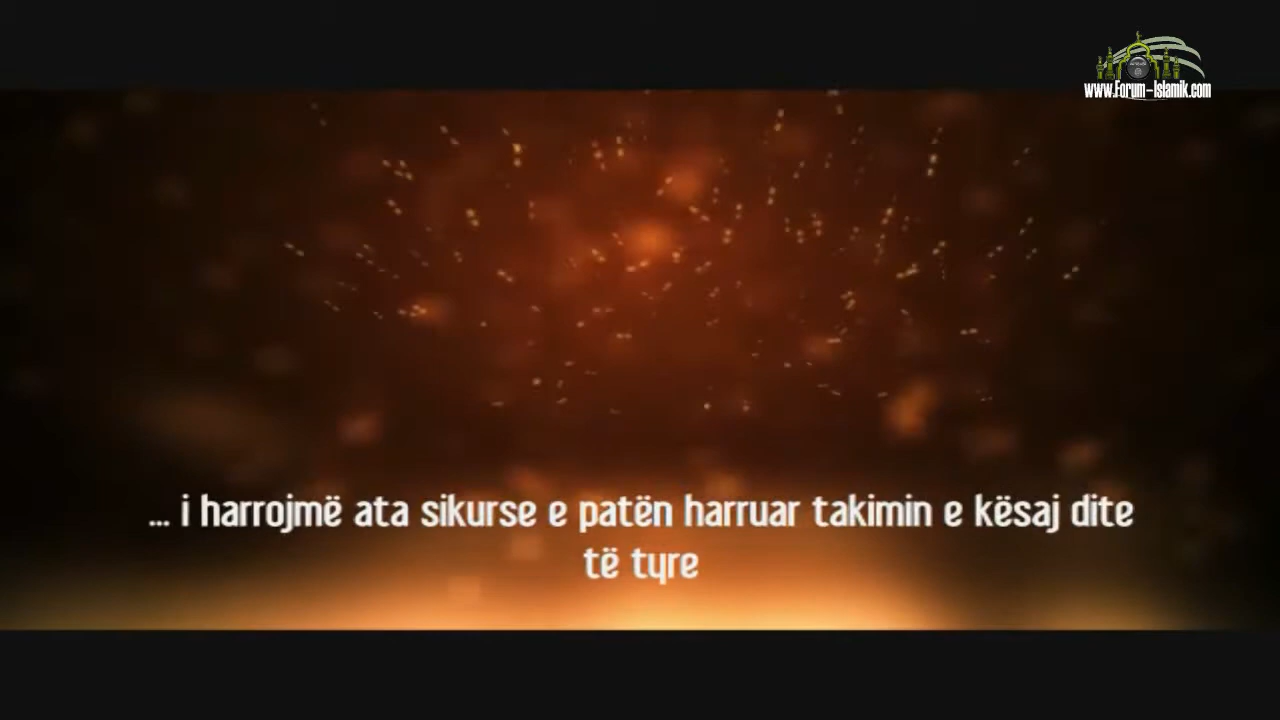 www.Forum-Islamik.com
... i harrojmë ata sikurse e patën harruar takimin e kësaj dite
të tyre